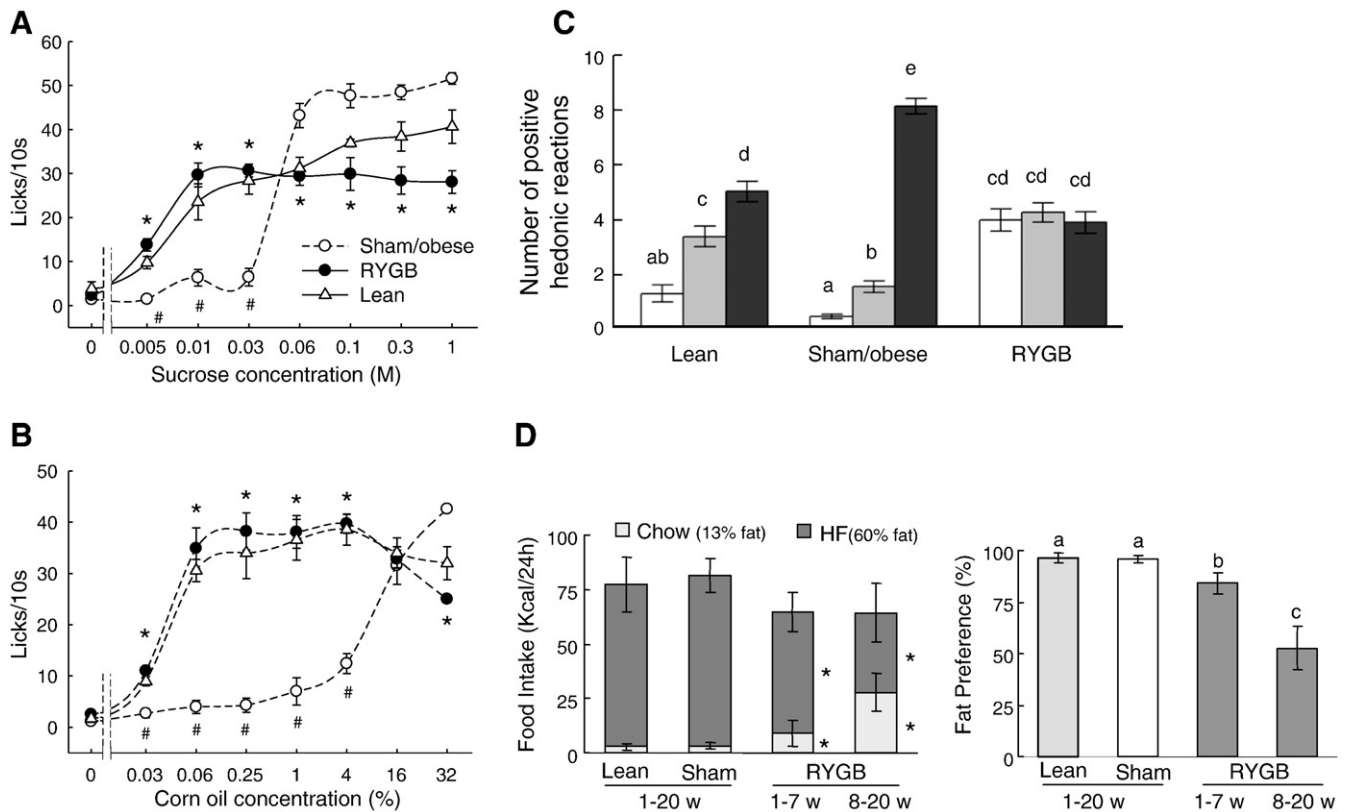 A
60
50
40
30
20
10
0
Licks/10s
* * *
# # #
* * * *
Sham/obese
RYGB
Lean
0 0.005 0.01 0.03 0.06 0.1 0.3 1
Sucrose concentration (M)
B
50
40
30
20
10
0
Licks/10s
* * * * *
*
# # # # #
0 0.03 0.06 0.25 1 4 16 32
Corn oil concentration (%)
C
10
8
6
4
2
0
Number of positive
hedonic reactions
ab c d
a b e
cd cd cd
Lean Sham/obese RYGB
D
Chow (13% fat) HF(60% fat)
100
75
50
25
0
Food Intake (Kcal/24h)
* *
* *
Lean Sham RYGB
1-20 w 1-7 w 8-20 w
100
75
50
25
0
Fat Preference (%)
a a b c
Lean Sham RYGB
1-20 w 1-7 w 8-20 w